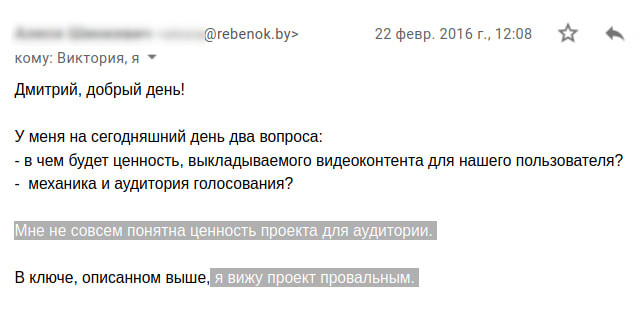 @rebenok.by>
22 февр. 2016 г., 12:08
кому: Виктория, я
Дмитрий, добрый день!
У меня на сегодняшний день два вопроса:
- в чем будет ценность, выкладываемого видеоконтента для нашего пользователя?
- механика и аудитория голосования?
Мне не совсем понятна ценность проекта для аудитории.
В ключе, описанном выше, я вижу проект провальным.